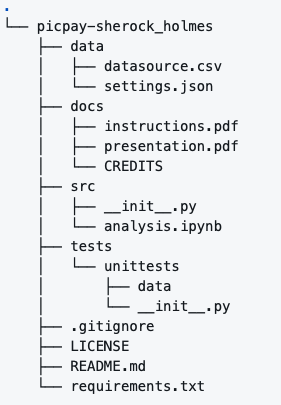 .
└── picpay-sherock_holmes
    ├── data
    │   ├── datasource.csv
    │   └── settings.json
    ├── docs
    │   ├── instructions.pdf
    │   ├── presentation.pdf
    │   └── CREDITS
    ├── src
    │   ├── __init__.py
    │   └── analysis.ipynb
    ├── tests
    │   └── unittests
    │       ├── data
    │       └── __init__.py
    ├── .gitignore
    ├── LICENSE
    ├── README.md
    └── requirements.txt